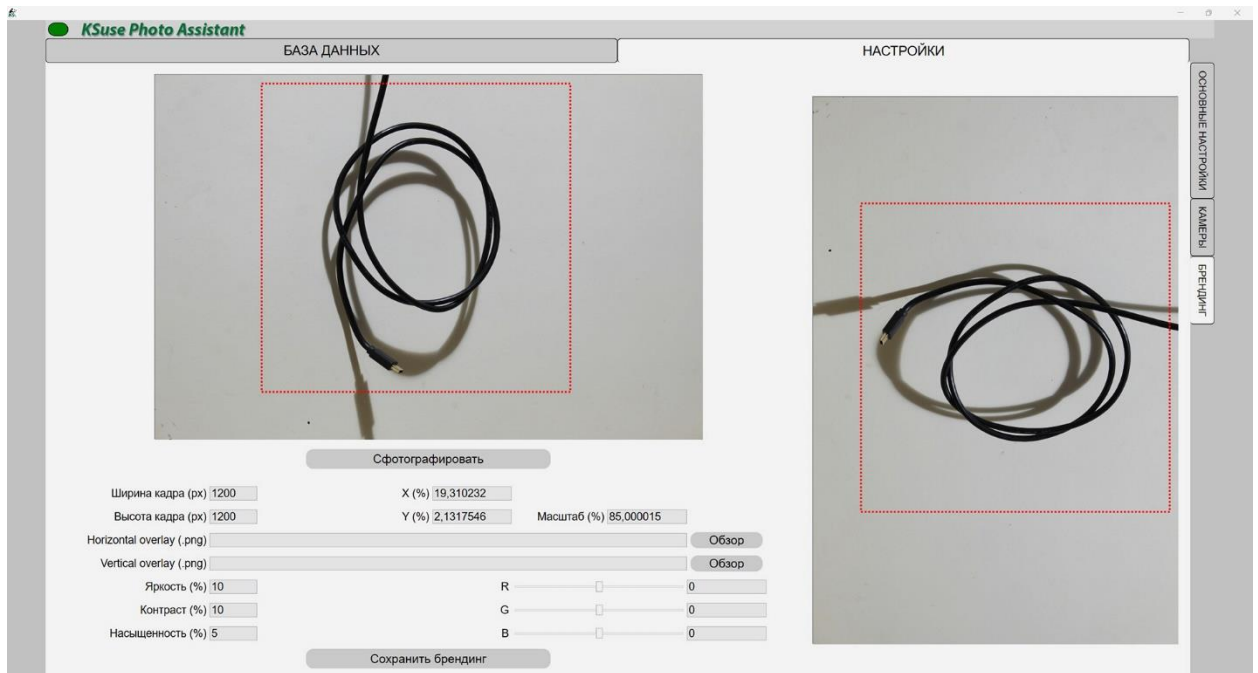 KSuse Photo Assistant
БАЗА ДАННЫХ
НАСТРОЙКИ
ОСНОВНЫЕ НАСТРОЙКИ
КАМЕРЫ
БРЕНДИНГ
Сфотографировать
Ширина кадра (px) 1200 X (%) 19,310232
Высота кадра (px) 1200 Y (%) 2,1317546 Масштаб (%) 85,000015
Horizontal overlay (.png) Обзор
Vertical overlay (.png) Обзор
Яркость (%) 10 R 0
Контраст (%) 10 G 0
Насыщенность (%) 5 B 0
Сохранить брендинг